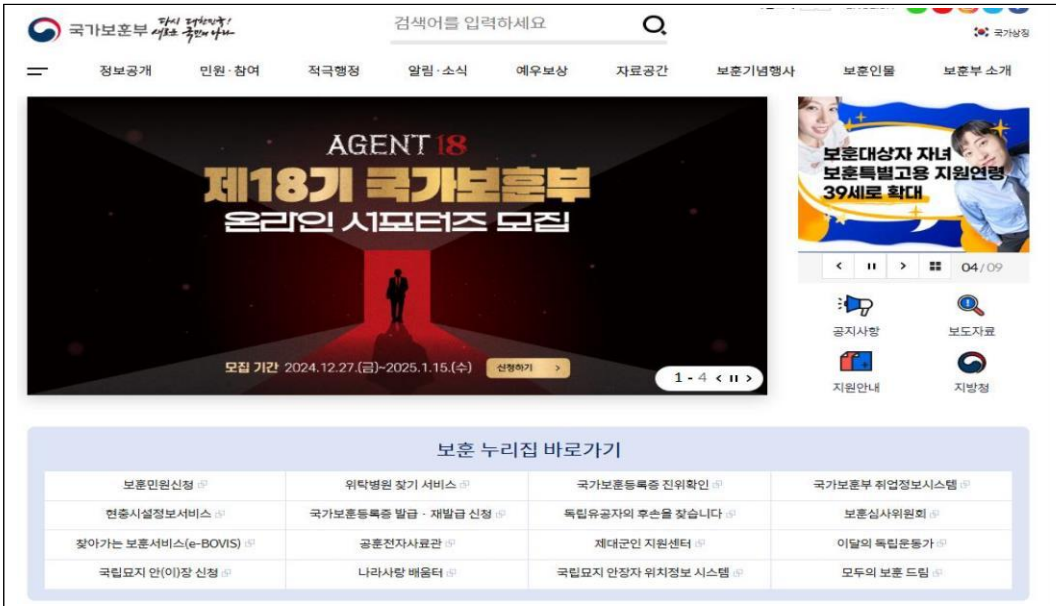 국가보훈부
다시 대한민국!
새로운 국민의 나라
검색어를 입력하세요
국가상징
정보공개 민원·참여 적극행정 알림·소식 예우보상 자료공간 보훈기념행사 보훈인물 보훈부 소개
AGENT 18
제18기 국가보훈부
온라인 서포터즈 모집
모집 기간 2024.12.27.(금)~2025.1.15.(수) 신청하기 >
1 - 4
보훈대상자 자녀
보훈특별고용 지원연령
39세로 확대
04/09
공지사항 보도자료
지원안내 지방청
보훈 누리집 바로가기
보훈민원신청 위탁병원 찾기 서비스 국가보훈등록증 진위확인 국가보훈부 취업정보시스템
현충시설정보서비스 국가보훈등록증 발급 · 재발급 신청 독립유공자의 후손을 찾습니다 보훈심사위원회
찾아가는 보훈서비스(e-BOVIS) 공훈전자사료관 제대군인 지원센터 이달의 독립운동가
국립묘지 안(이)장 신청 나라사랑 배움터 국립묘지 안장자 위치정보 시스템 모두의 보훈 드림